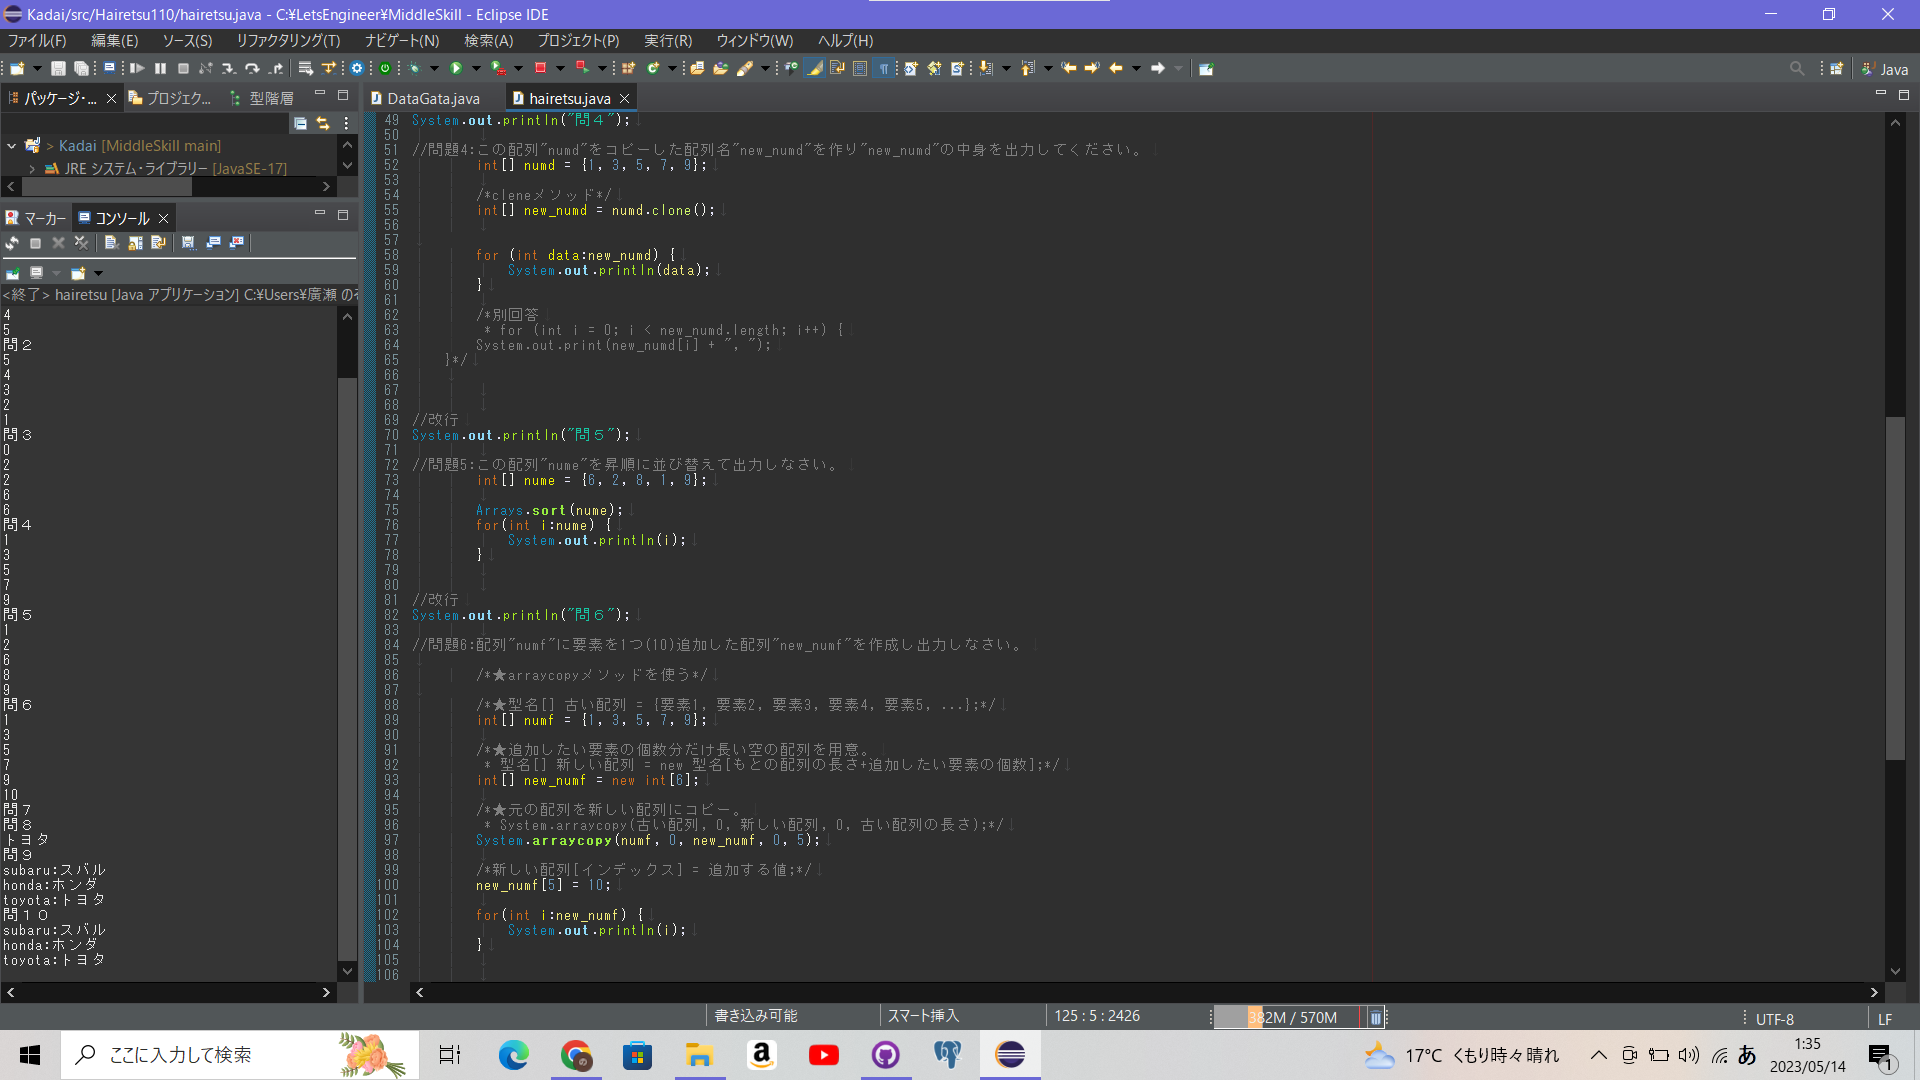 Kadai/src/Hairetsu110/hairetsu.java - C:¥LetsEngineer¥MiddleSkill - Eclipse IDE
ファイル(F) 編集(E) ソース(S) リファクタリング(T) ナビゲート(N) 検索(A) プロジェクト(P) 実行(R) ウィンドウ(W) ヘルプ(H)
Java
パッケージ・... プロジェク... 型階層
> Kadai [MiddleSkill main]
JRE システム・ライブラリー [JavaSE-17]
マーカー コンソール
<終了> hairetsu [Java アプリケーション] C:¥Users¥廣瀬 の
4
5
問２
5
4
3
2
1
問３
0
2
2
6
6
問４
1
3
5
7
9
問５
1
2
6
8
9
問６
1
3
5
7
9
10
問７
問８
トヨタ
問９
subaru:スバル
honda:ホンダ
toyota:トヨタ
問１０
subaru:スバル
honda:ホンダ
toyota:トヨタ
DataGata.java hairetsu.java
49 System.out.println("問４");
50
51 //問題4:この配列"numd"をコピーした配列名"new_numd"を作り"new_numd"の中身を出力してください。
52 int[] numd = {1, 3, 5, 7, 9};
53
54 /*cleneメソッド*/
55 int[] new_numd = numd.clone();
56
57
58 for (int data:new_numd) {
59 System.out.println(data);
60 }
61
62 /*別回答
63 * for (int i = 0; i < new_numd.length; i++) {
64 System.out.print(new_numd[i] + ", ");
65 }*/
66
67
68
69 //改行
70 System.out.println("問５");
71
72 //問題5:この配列"nume"を昇順に並び替えて出力しなさい。
73 int[] nume = {6, 2, 8, 1, 9};
74
75 Arrays.sort(nume);
76 for(int i:nume) {
77 System.out.println(i);
78 }
79
80
81 //改行
82 System.out.println("問６");
83
84 //問題6:配列"numf"に要素を1つ(10)追加した配列"new_numf"を作成し出力しなさい。
85
86 /*★arraycopyメソッドを使う*/
87
88 /*★型名[] 古い配列 = {要素1, 要素2, 要素3, 要素4, 要素5, ...};*/
89 int[] numf = {1, 3, 5, 7, 9};
90
91 /*★追加したい要素の個数分だけ長い空の配列を用意。
92 * 型名[] 新しい配列 = new 型名[もとの配列の長さ+追加したい要素の個数];*/
93 int[] new_numf = new int[6];
94
95 /*★元の配列を新しい配列にコピー。
96 * System.arraycopy(古い配列, 0, 新しい配列, 0, 古い配列の長さ);*/
97 System.arraycopy(numf, 0, new_numf, 0, 5);
98
99 /*新しい配列[インデックス] = 追加する値;*/
100 new_numf[5] = 10;
101
102 for(int i:new_numf) {
103 System.out.println(i);
104 }
105
106
書き込み可能 スマート挿入 125 : 5 : 2426 382M / 570M UTF-8 LF
ここに入力して検索
17°C くもり時々晴れ
あ
1:35
2023/05/14
1